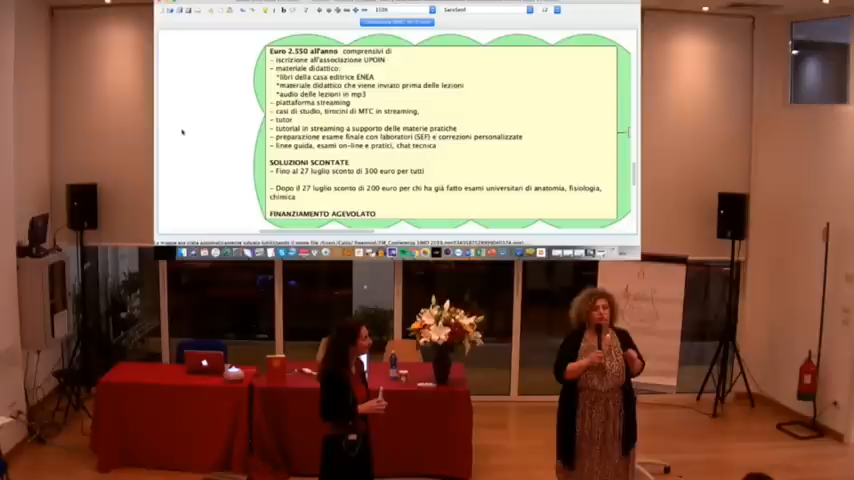 Euro 2.550 all'anno comprensivi di
- iscrizione all'associazione UPOIN
- materiale didattico:
*libri della casa editrice ENEA
*materiale didattico che viene inviato prima delle lezioni
*audio delle lezioni in mp3
- piattaforma streaming
- casi di studio, tirocini di MTC in streaming,
- tutor
- tutorial in streaming a supporto delle materie pratiche
- preparazione esame finale con laboratori (SEF) e correzioni personalizzate
- linee guida, esami on-line e pratici, chat tecnica
SOLUZIONI SCONTATE
- Fino al 27 luglio sconto di 300 euro per tutti
- Dopo il 27 luglio sconto di 200 euro per chi ha già fatto esami universitari di anatomia, fisiologia,
chimica
FINANZIAMENTO AGEVOLATO